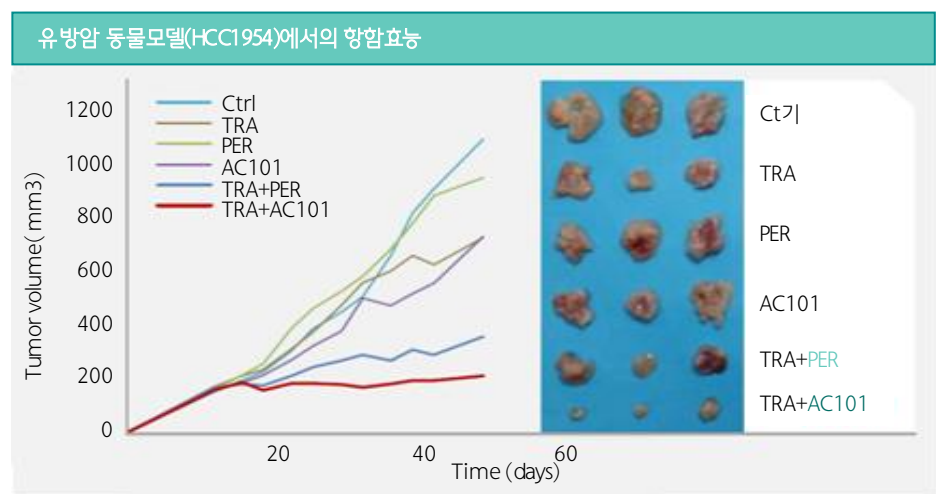 유방암 동물모델(HCC1954)에서의 항함효능
1200
1000
800
600
400
200
0
Tumor volume( mm3)
Ctrl
TRA
PER
AC101
TRA+PER
TRA+AC101
20
40
60
Time (days)
Ct기
TRA
PER
AC101
TRA+PER
TRA+AC101